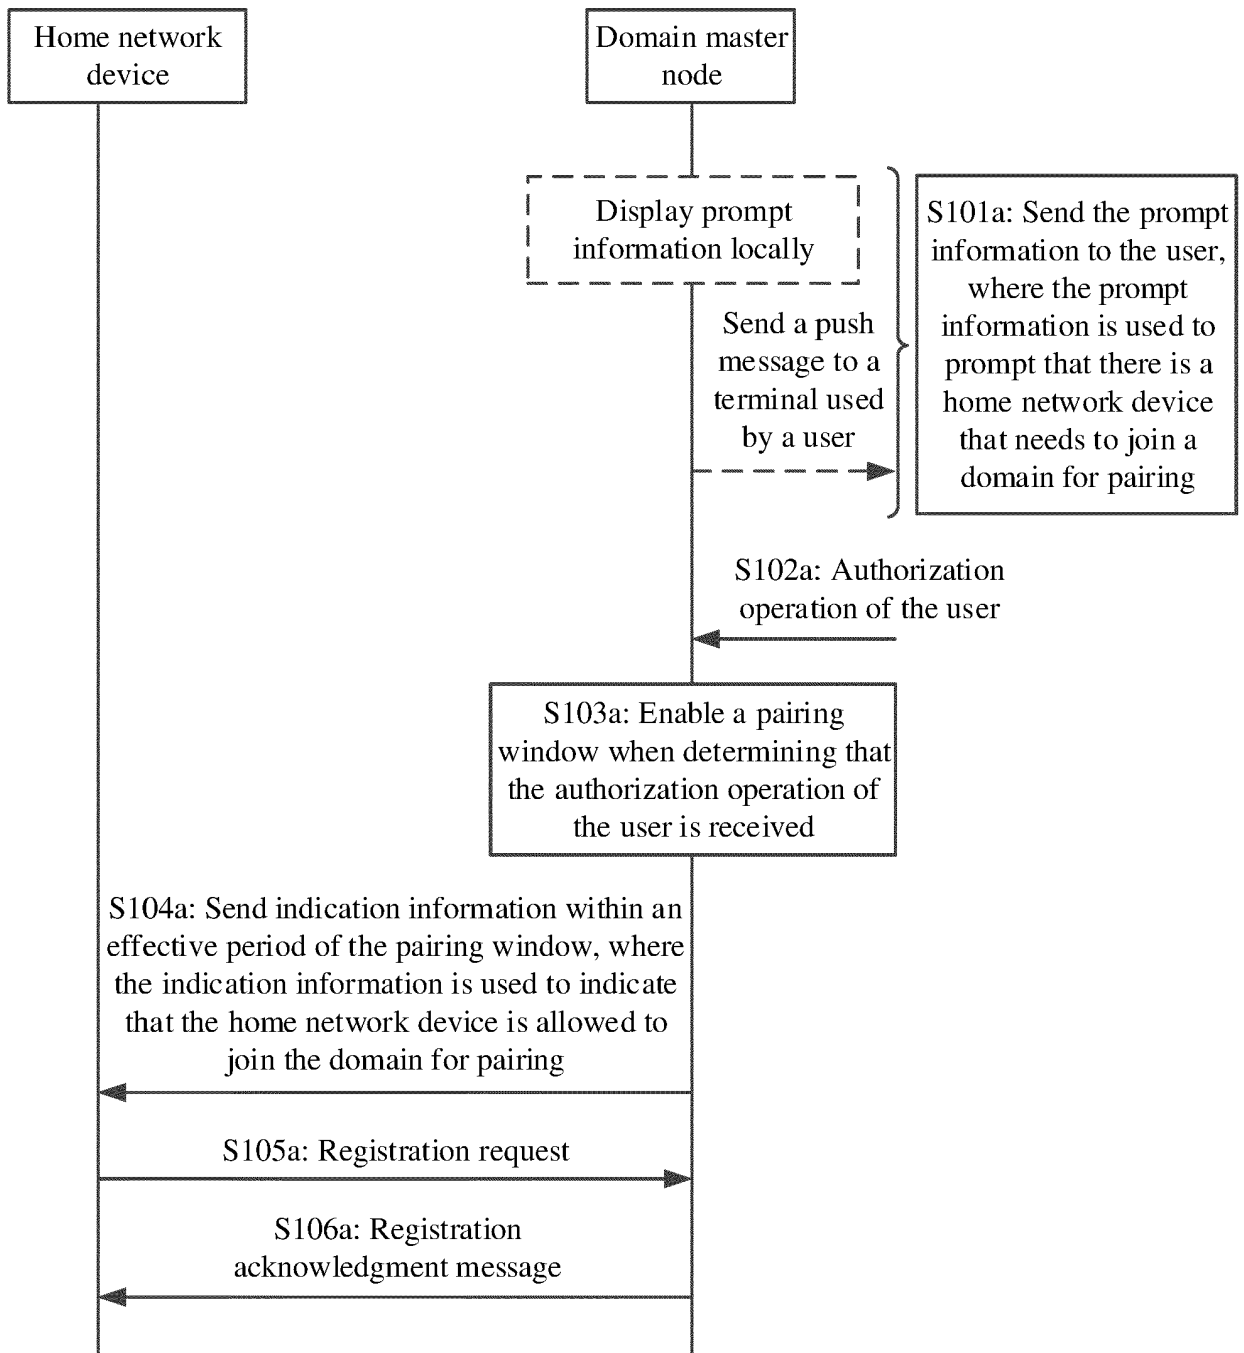 Home network
device
Domain master
node
Display prompt
information locally
Send a push
message to a
terminal used
by a user
S101a: Send the prompt
information to the user,
where the prompt
information is used to
prompt that there is a
home network device
that needs to join a
domain for pairing
S102a: Authorization
operation of the user
S103a: Enable a pairing
window when determining that
the authorization operation of
the user is received
S104a: Send indication information within an
effective period of the pairing window, where
the indication information is used to indicate
that the home network device is allowed to
join the domain for pairing
S105a: Registration request
S106a: Registration
acknowledgment message